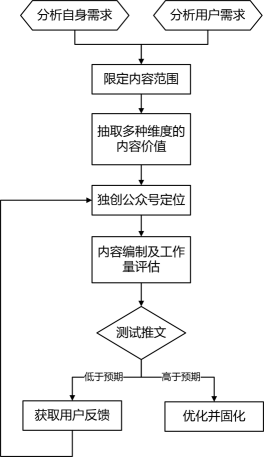 分析自身需求
分析用户需求
限定内容范围
抽取多种维度的
内容价值
独创公众号定位
内容编制及工作
量评估
测试推文
低于预期
高于预期
获取用户反馈
优化并固化